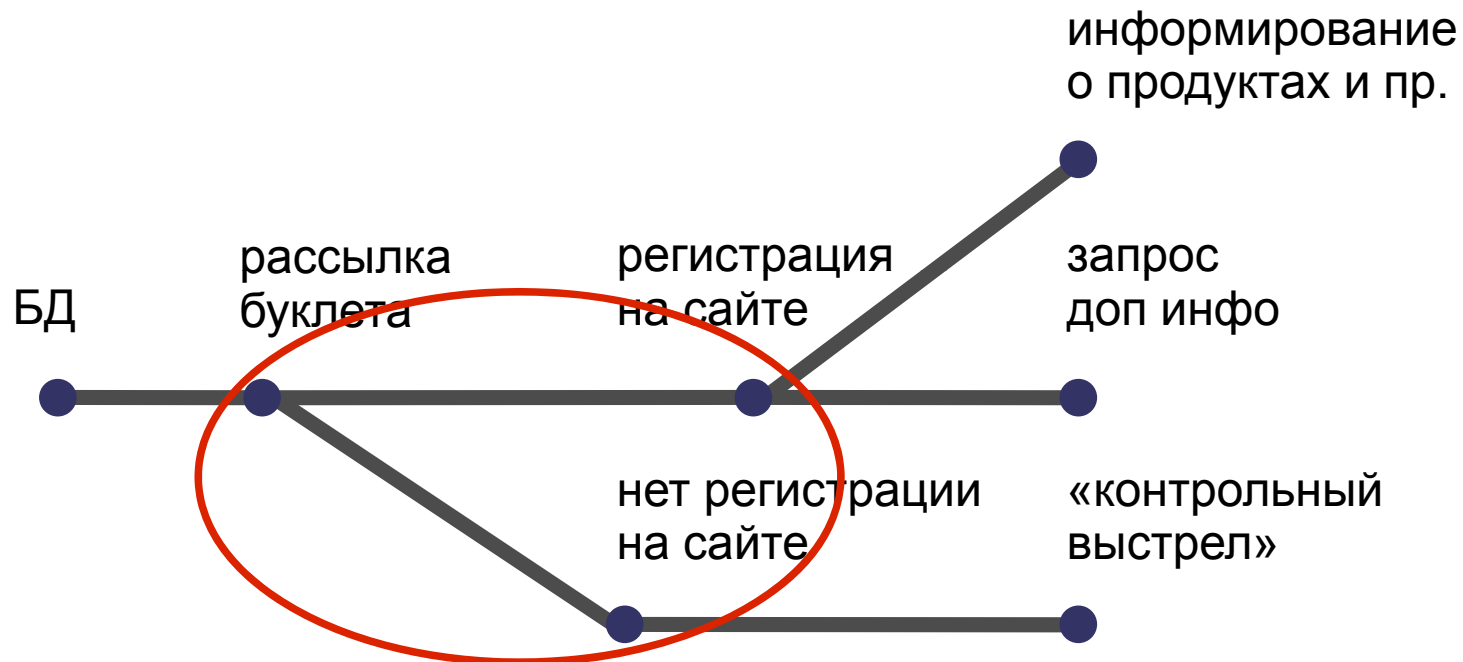 информирование
о продуктах и пр.
БД
рассылка
буклета
регистрация
на сайте
запрос
доп инфо
нет регистрации
на сайте
«контрольный
выстрел»